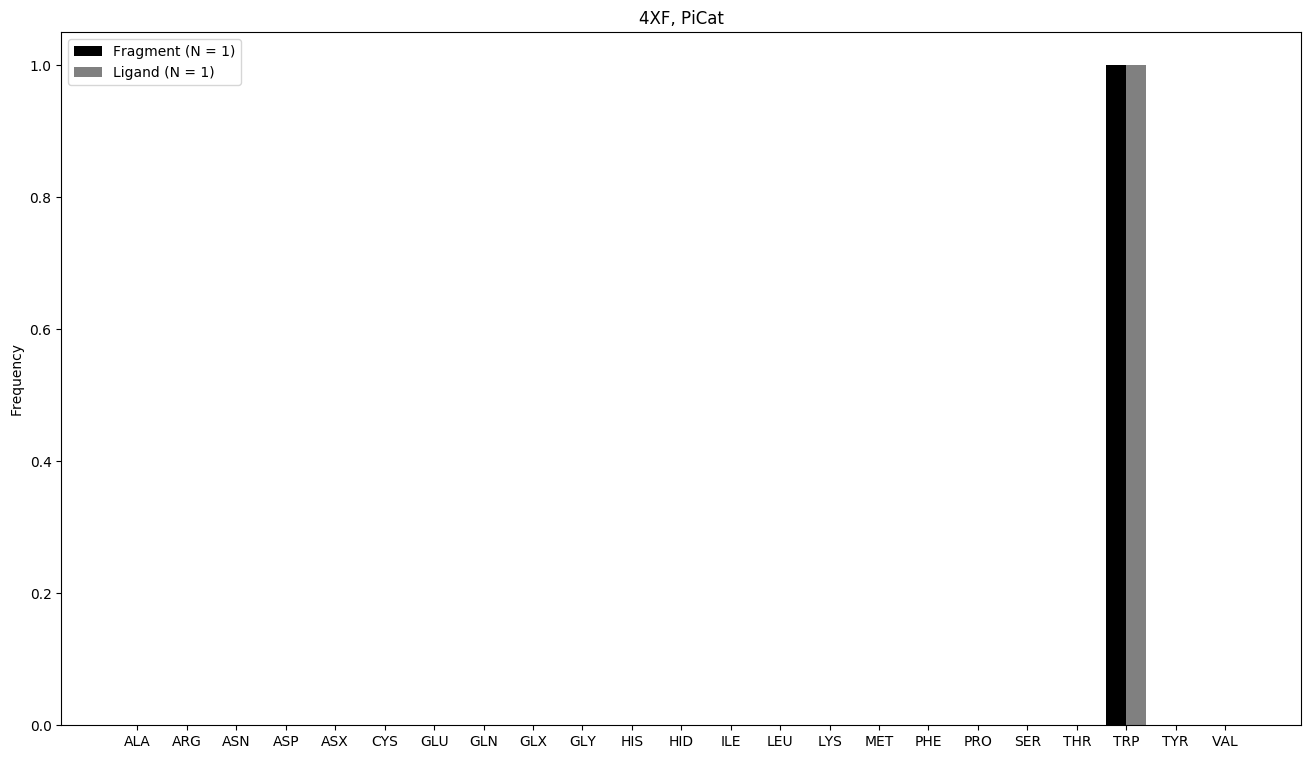 4XF, PiCat
Fragment (N = 1)
Ligand (N = 1)
Frequency
1.0
0.8
0.6
0.4
0.2
0.0
ALA ARG ASN ASP ASX CYS GLU GLN GLX GLY HIS HID ILE LEU LYS MET PHE PRO SER THR TRP TYR VAL